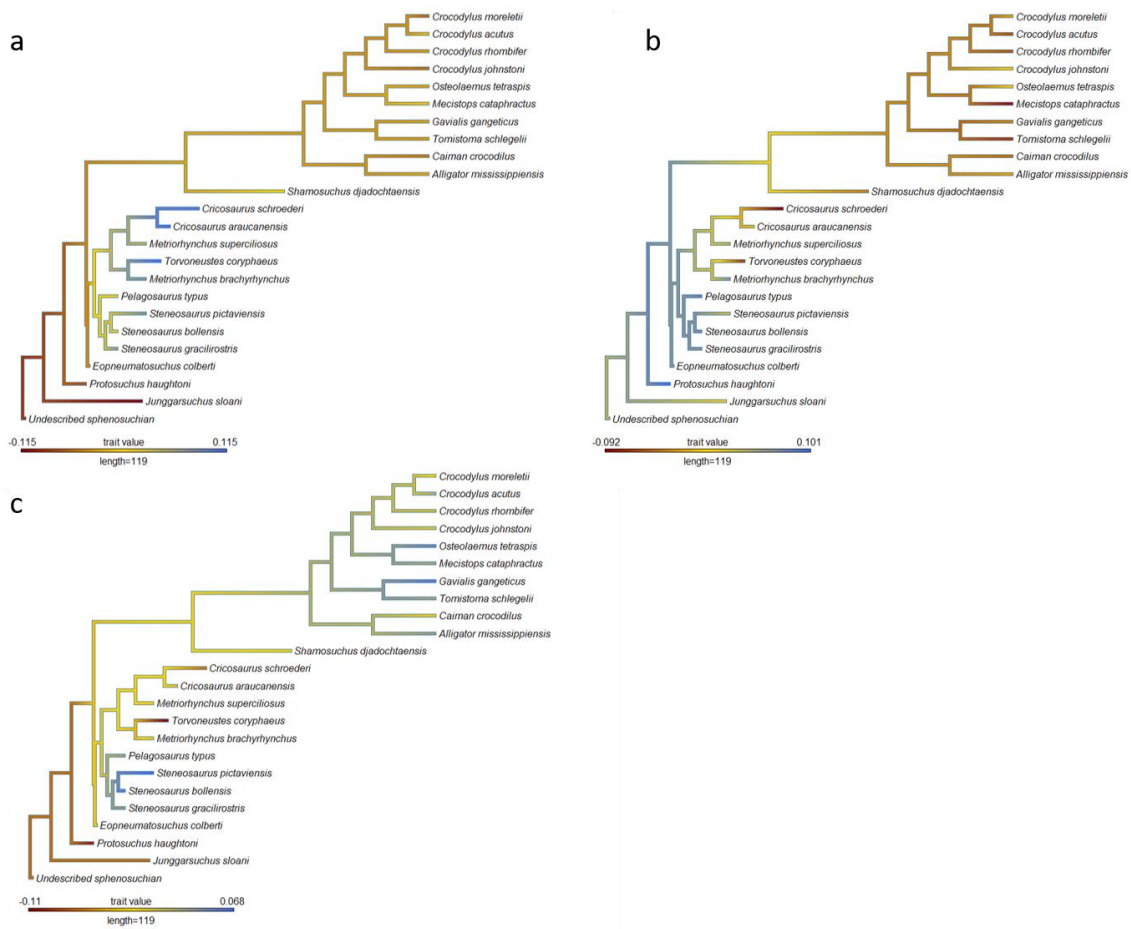 a
Crocodylus moreletii
Crocodylus acutus
Crocodylus rhombifer
Crocodylus johnstoni
Osteolaemus tetraspis
Mecistops cataphractus
Gavialis gangeticus
Tomistoma schlegelii
Caiman crocodilus
Alligator mississippiensis
Shamosuchus djadochtaensis
Cricosaurus schroederi
Cricosaurus araucanensis
Metriorhynchus superciliosus
Torvoneustes coryphaeus
Metriorhynchus brachyrhynchus
Pelagosaurus typus
Steneosaurus pictaviensis
Steneosaurus bollensis
Steneosaurus gracilirostris
Eopneumatosuchus colberti
Protosuchus haughtoni
Junggarsuchus sloani
Undescribed sphenosuchian
-0.115 trait value 0.115
length=119
b
Crocodylus moreletii
Crocodylus acutus
Crocodylus rhombifer
Crocodylus johnstoni
Osteolaemus tetraspis
Mecistops cataphractus
Gavialis gangeticus
Tomistoma schlegelii
Caiman crocodilus
Alligator mississippiensis
Shamosuchus djadochtaensis
Cricosaurus schroederi
Cricosaurus araucanensis
Metriorhynchus superciliosus
Torvoneustes coryphaeus
Metriorhynchus brachyrhynchus
Pelagosaurus typus
Steneosaurus pictaviensis
Steneosaurus bollensis
Steneosaurus gracilirostris
Eopneumatosuchus colberti
Protosuchus haughtoni
Junggarsuchus sloani
Undescribed sphenosuchian
-0.092 trait value 0.101
length=119
c
Crocodylus moreletii
Crocodylus acutus
Crocodylus rhombifer
Crocodylus johnstoni
Osteolaemus tetraspis
Mecistops cataphractus
Gavialis gangeticus
Tomistoma schlegelii
Caiman crocodilus
Alligator mississippiensis
Shamosuchus djadochtaensis
Cricosaurus schroederi
Cricosaurus araucanensis
Metriorhynchus superciliosus
Torvoneustes coryphaeus
Metriorhynchus brachyrhynchus
Pelagosaurus typus
Steneosaurus pictaviensis
Steneosaurus bollensis
Steneosaurus gracilirostris
Eopneumatosuchus colberti
Protosuchus haughtoni
Junggarsuchus sloani
Undescribed sphenosuchian
-0.11 trait value 0.068
length=119